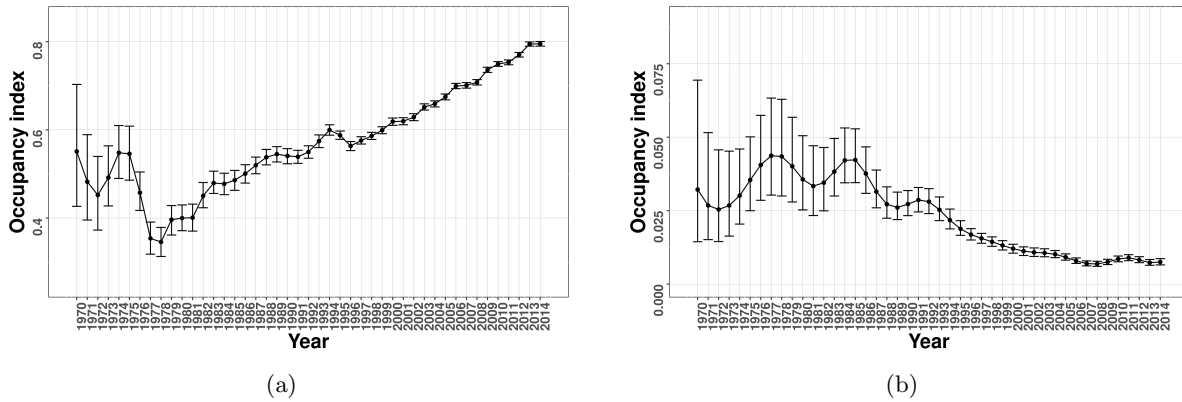 Occupancy index
0.8
0.6
0.4
1970 1971 1972 1973 1974 1975 1976 1977 1978 1979 1980 1981 1982 1983 1984 1985 1986 1987 1988 1989 1990 1991 1992 1993 1994 1995 1996 1997 1998 1999 2000 2001 2002 2003 2004 2005 2006 2007 2008 2009 2010 2011 2012 2013 2014
Year
(a)
Occupancy index
0.075
0.050
0.025
0.000
1970 1971 1972 1973 1974 1975 1976 1977 1978 1979 1980 1981 1982 1983 1984 1985 1986 1987 1988 1989 1990 1991 1992 1993 1994 1995 1996 1997 1998 1999 2000 2001 2002 2003 2004 2005 2006 2007 2008 2009 2010 2011 2012 2013 2014
Year
(b)